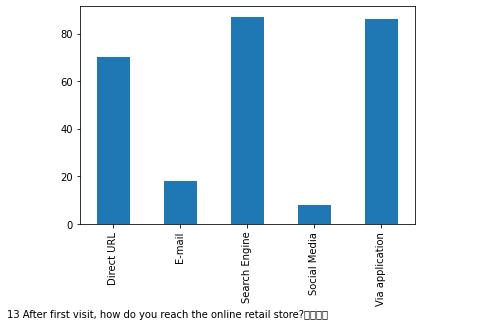 80
60
40
20
0
Direct URL
E-mail
Search Engine
Social Media
Via application
13 After first visit, how do you reach the online retail store?